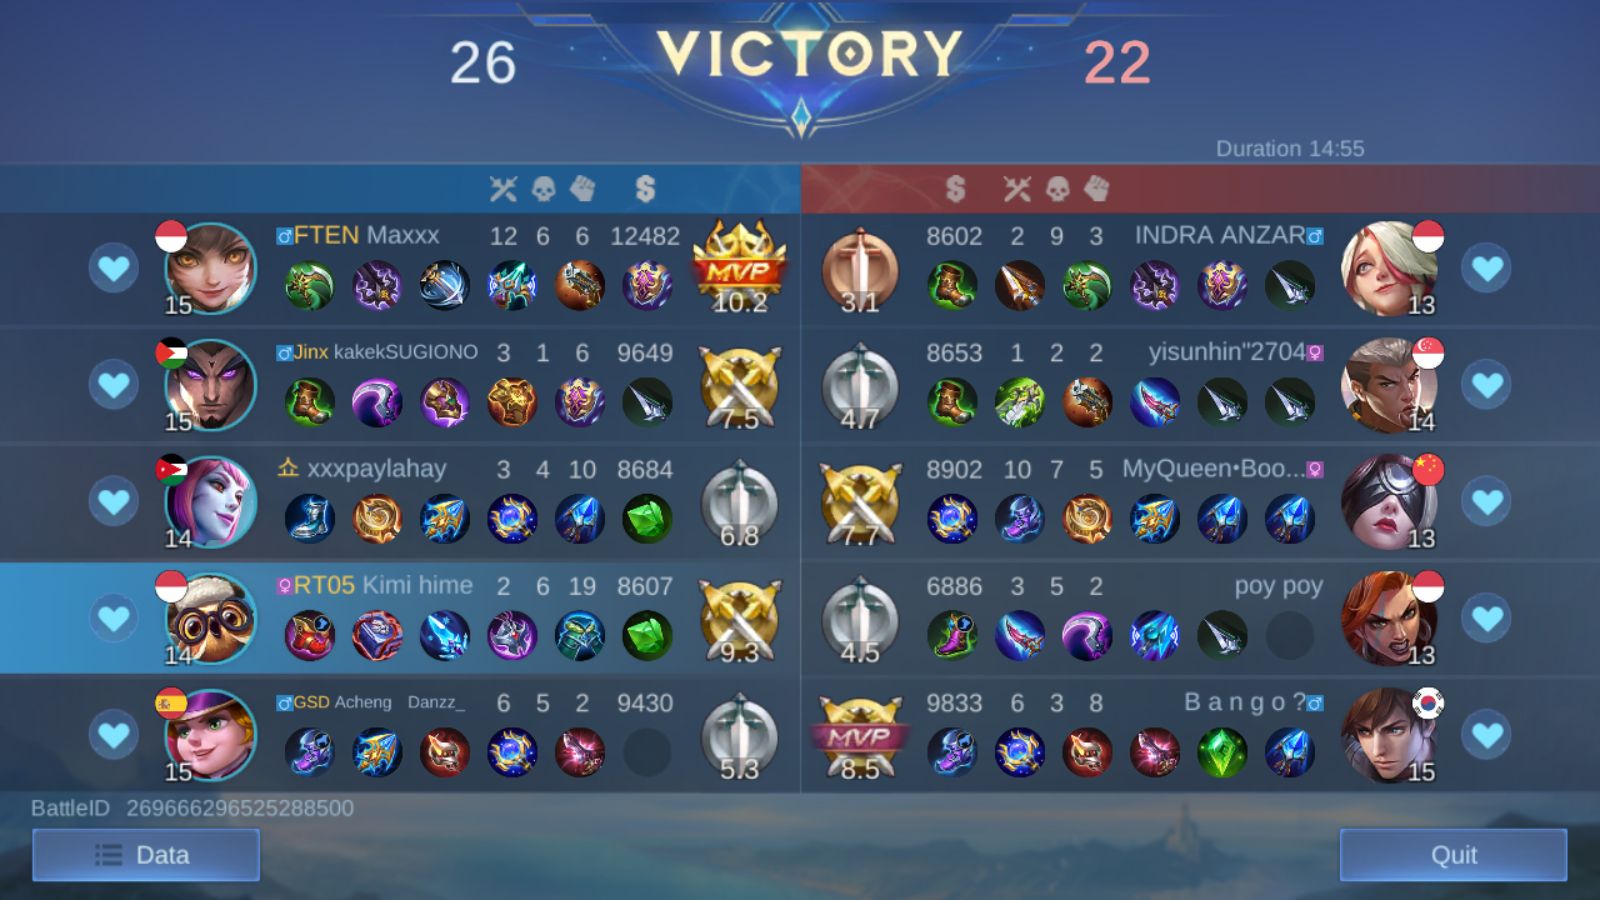 26 VICTORY 22
Duration 14:55
FTEN Maxxx 12 6 6 12482 MVP 10.2 15
3.1 8602 2 9 3 INDRA ANZAR 13
Jinx kakekSUGIONO 3 1 6 9649 7.5 15
4.7 8653 1 2 2 yisunhin"2704 14
쇼 xxxpaylahay 3 4 10 8684 6.8 14
7.7 8902 10 7 5 MyQueen•Boo... 13
RT05 Kimi hime 2 6 19 8607 9.3 14
4.5 6886 3 5 2 poy poy 13
GSD Acheng Danzz_ 6 5 2 9430 5.3 15
MVP 8.5 9833 6 3 8 B a n g o ? 15
BattleID 269666296525288500
Data
Quit